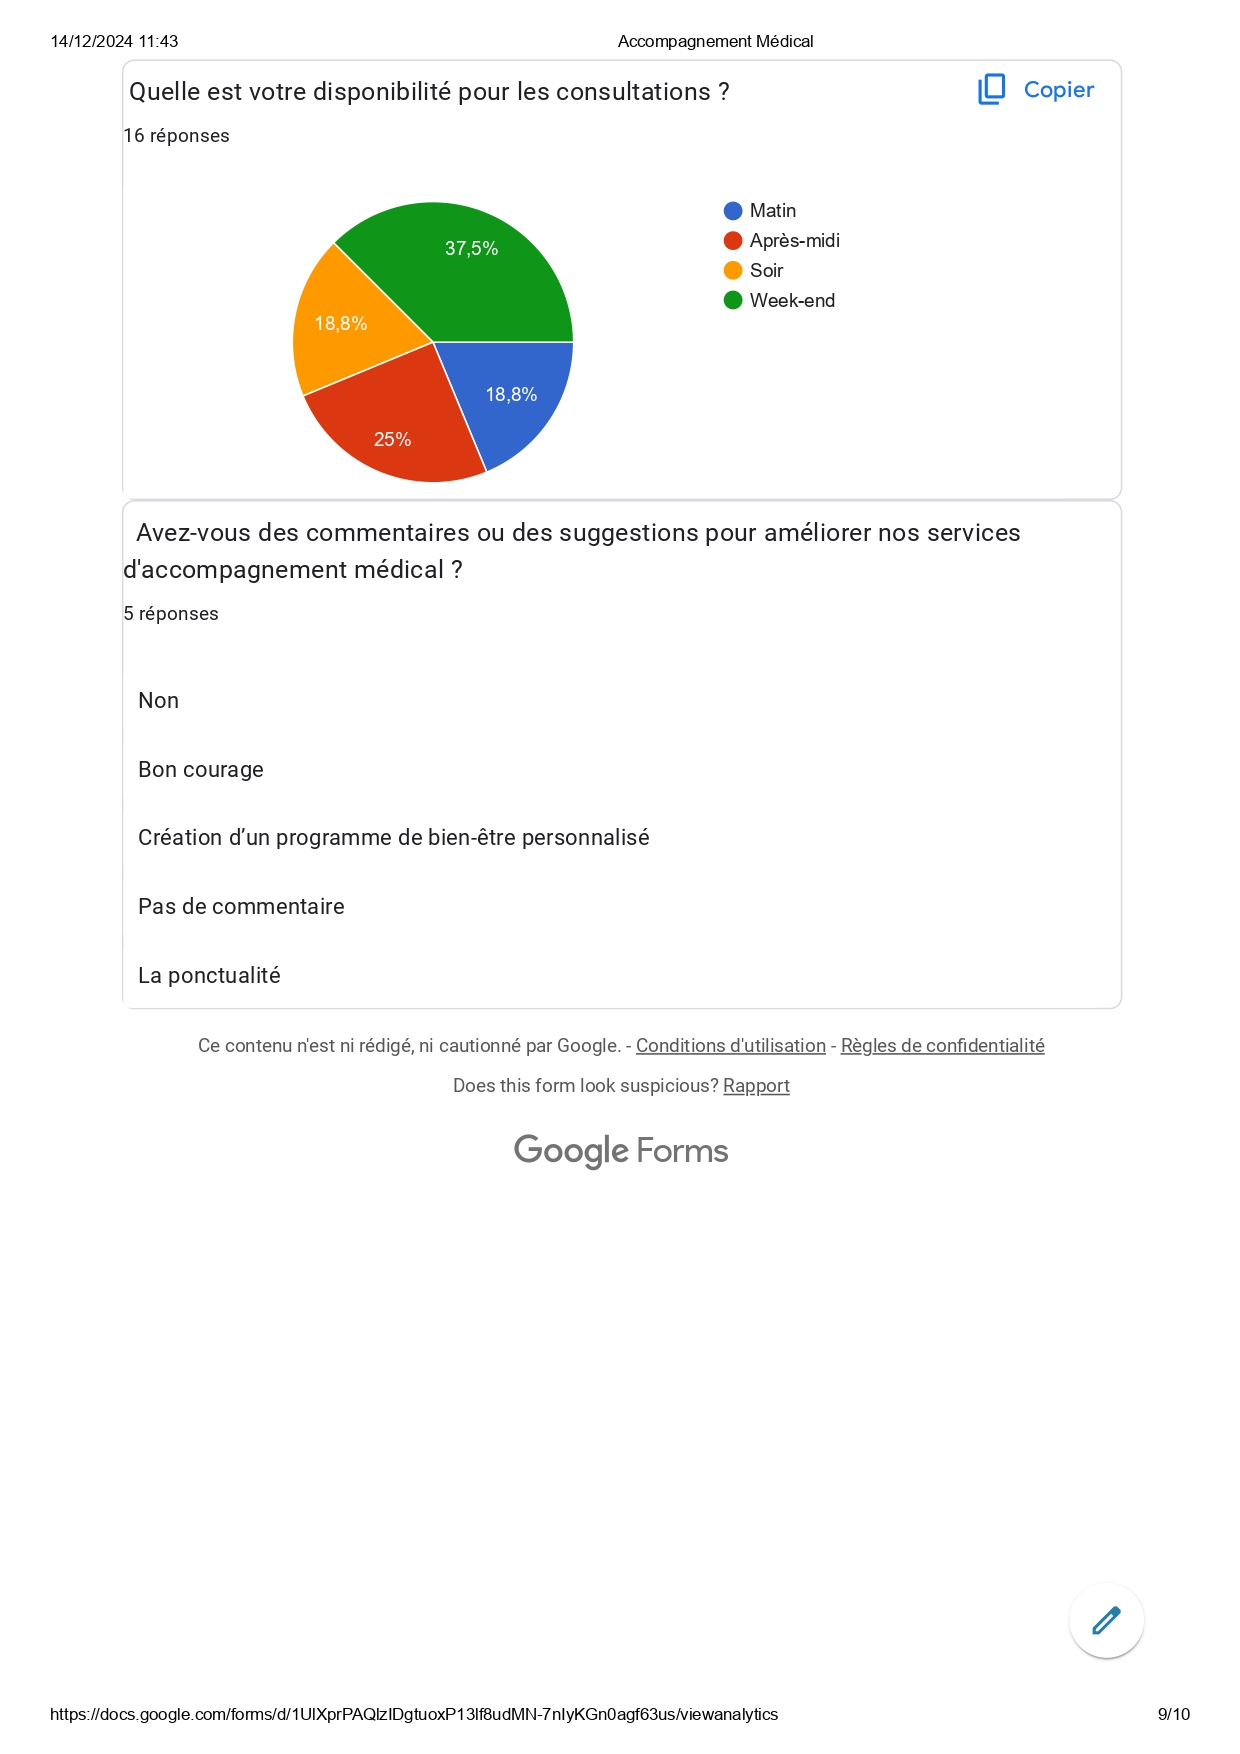 14/12/2024 11:43
Accompagnement Médical
Quelle est votre disponibilité pour les consultations ?
Copier
16 réponses
Matin
Après-midi
Soir
Week-end
37,5%
18,8%
18,8%
25%
Avez-vous des commentaires ou des suggestions pour améliorer nos services
d'accompagnement médical ?
5 réponses
Non
Bon courage
Création d’un programme de bien-être personnalisé
Pas de commentaire
La ponctualité
Ce contenu n'est ni rédigé, ni cautionné par Google. - Conditions d'utilisation - Règles de confidentialité
Does this form look suspicious? Rapport
Google Forms
https://docs.google.com/forms/d/1UlXprPAQlzIDgtuoxP13lf8udMN-7nIyKGn0agf63us/viewanalytics
9/10